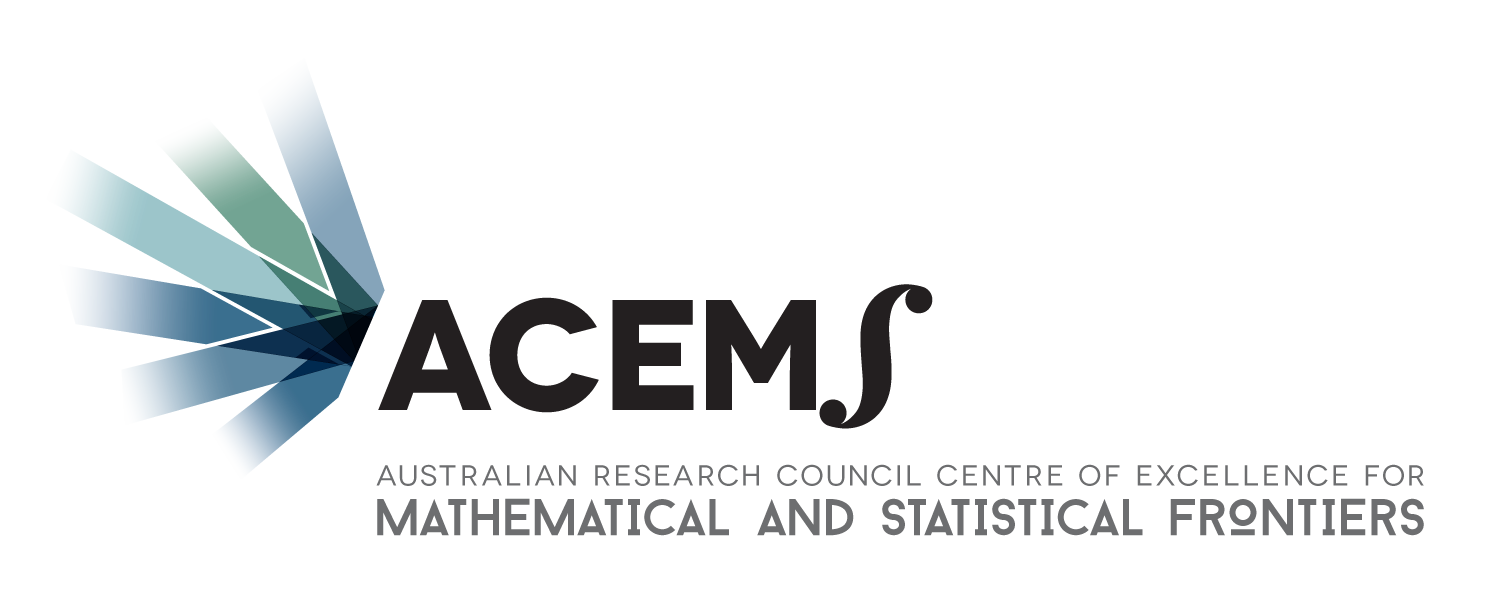 ACEMS
AUSTRALIAN RESEARCH COUNCIL CENTRE OF EXCELLENCE FOR
MATHEMATICAL AND STATISTICAL FRONTIERS